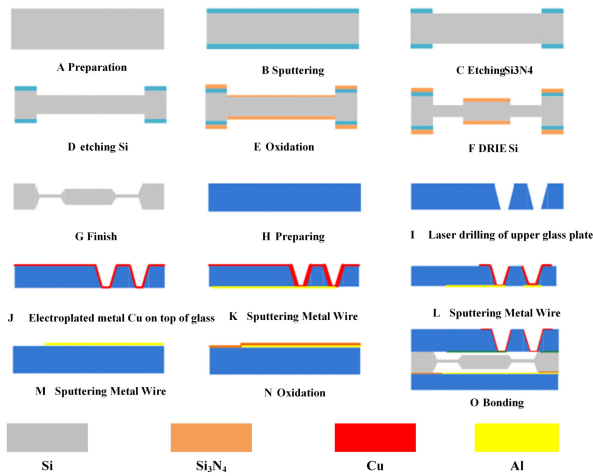 A Preparation
B Sputtering
C EtchingSi3N4
D etching Si
E Oxidation
F DRIE Si
G Finish
H Preparing
I Laser drilling of upper glass plate
J Electroplated metal Cu on top of glass
K Sputtering Metal Wire
L Sputtering Metal Wire
M Sputtering Metal Wire
N Oxidation
O Bonding
Si
Si₃N₄
Cu
Al